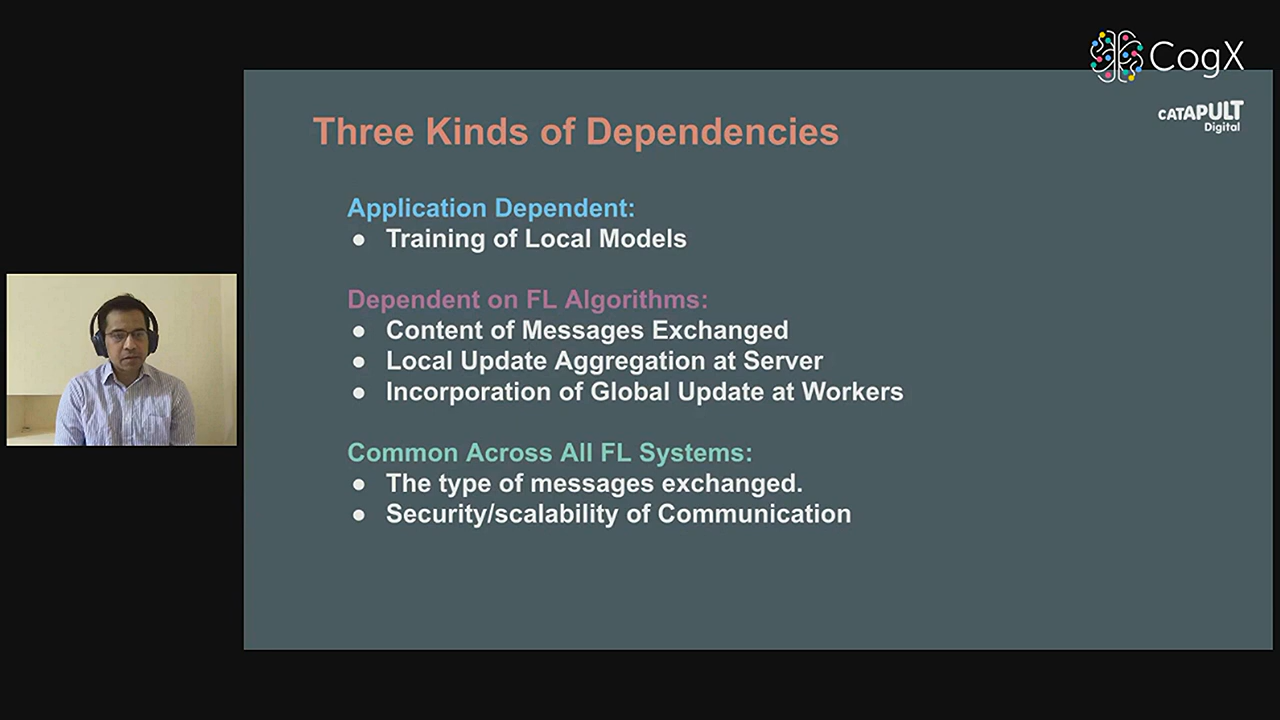 CogX
CATAPULT
Digital
Three Kinds of Dependencies
Application Dependent:
● Training of Local Models
Dependent on FL Algorithms:
● Content of Messages Exchanged
● Local Update Aggregation at Server
● Incorporation of Global Update at Workers
Common Across All FL Systems:
● The type of messages exchanged.
● Security/scalability of Communication